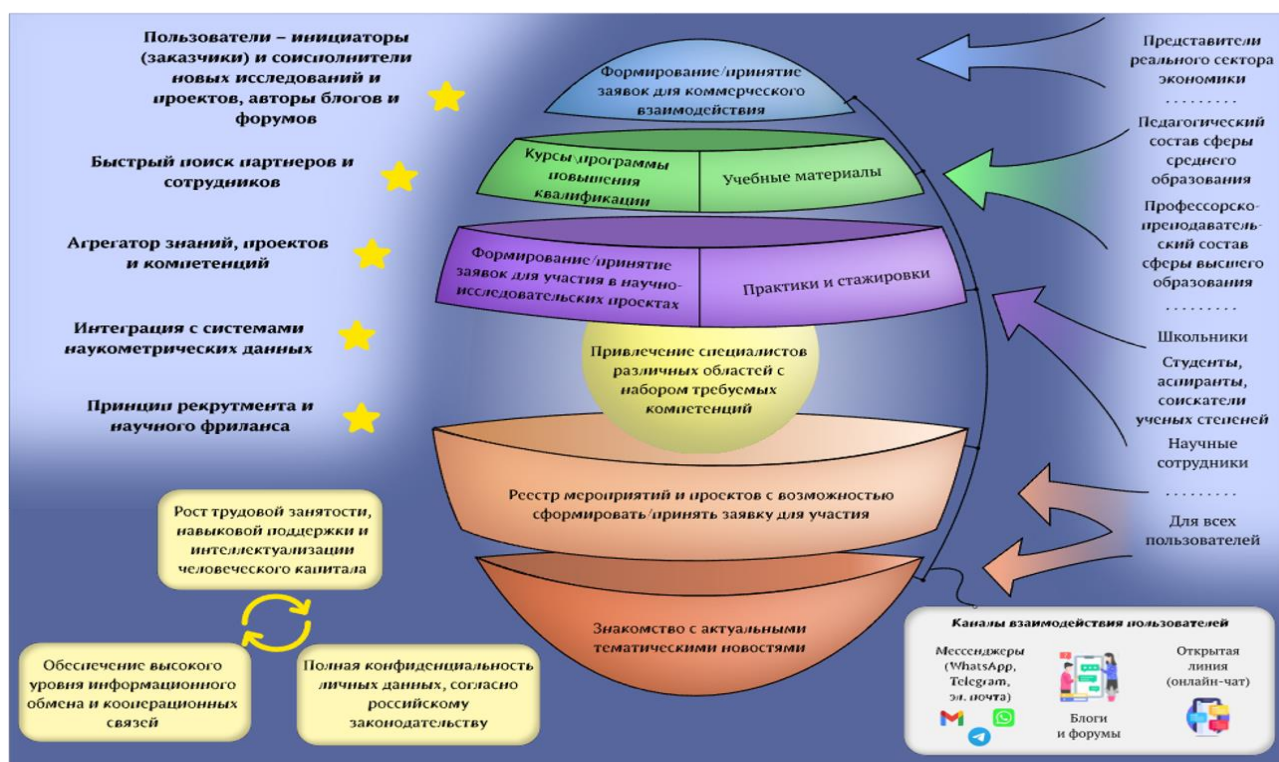 Пользователи – инициаторы
(заказчики) и соисполнители
новых исследований и
проектов, авторы блогов и
форумов
Быстрый поиск партнеров и
сотрудников
Агрегатор знаний, проектов
и компетенций
Интеграция с системами
наукометрических данных
Принцип рекрутмента и
научного фриланса
Формирование/принятие
заявок для коммерческого
взаимодействия
Курсы\программы
повышения
квалификации
Учебные материалы
Формирование/принятие
заявок для участия в научно-
исследовательских проектах
Практики и стажировки
Привлечение специалистов
различных областей с
набором требуемых
компетенций
Реестр мероприятий и проектов с возможностью
сформировать/принять заявку для участия
Знакомство с актуальными
тематическими новостями
Представители
реального сектора
экономики
. . . . . . . . .
Педагогический
состав сферы
среднего
образования
Профессорско-
преподаватель-
ский состав
сферы высшего
образования
. . . . . . . . .
Школьники
Студенты,
аспиранты,
соискатели
ученых степеней
Научные
сотрудники
. . . . . . . . .
Для всех
пользователей
Рост трудовой занятости,
навыковой поддержки и
интеллектуализации
человеческого капитала
Обеспечение высокого
уровня информационного
обмена и кооперационных
связей
Полная конфиденциальность
личных данных, согласно
российскому
законодательству
Каналы взаимодействия пользователей
Мессенджеры
(WhatsApp,
Telegram,
эл. почта)
Блоги
и форумы
Открытая
линия
(онлайн-чат)